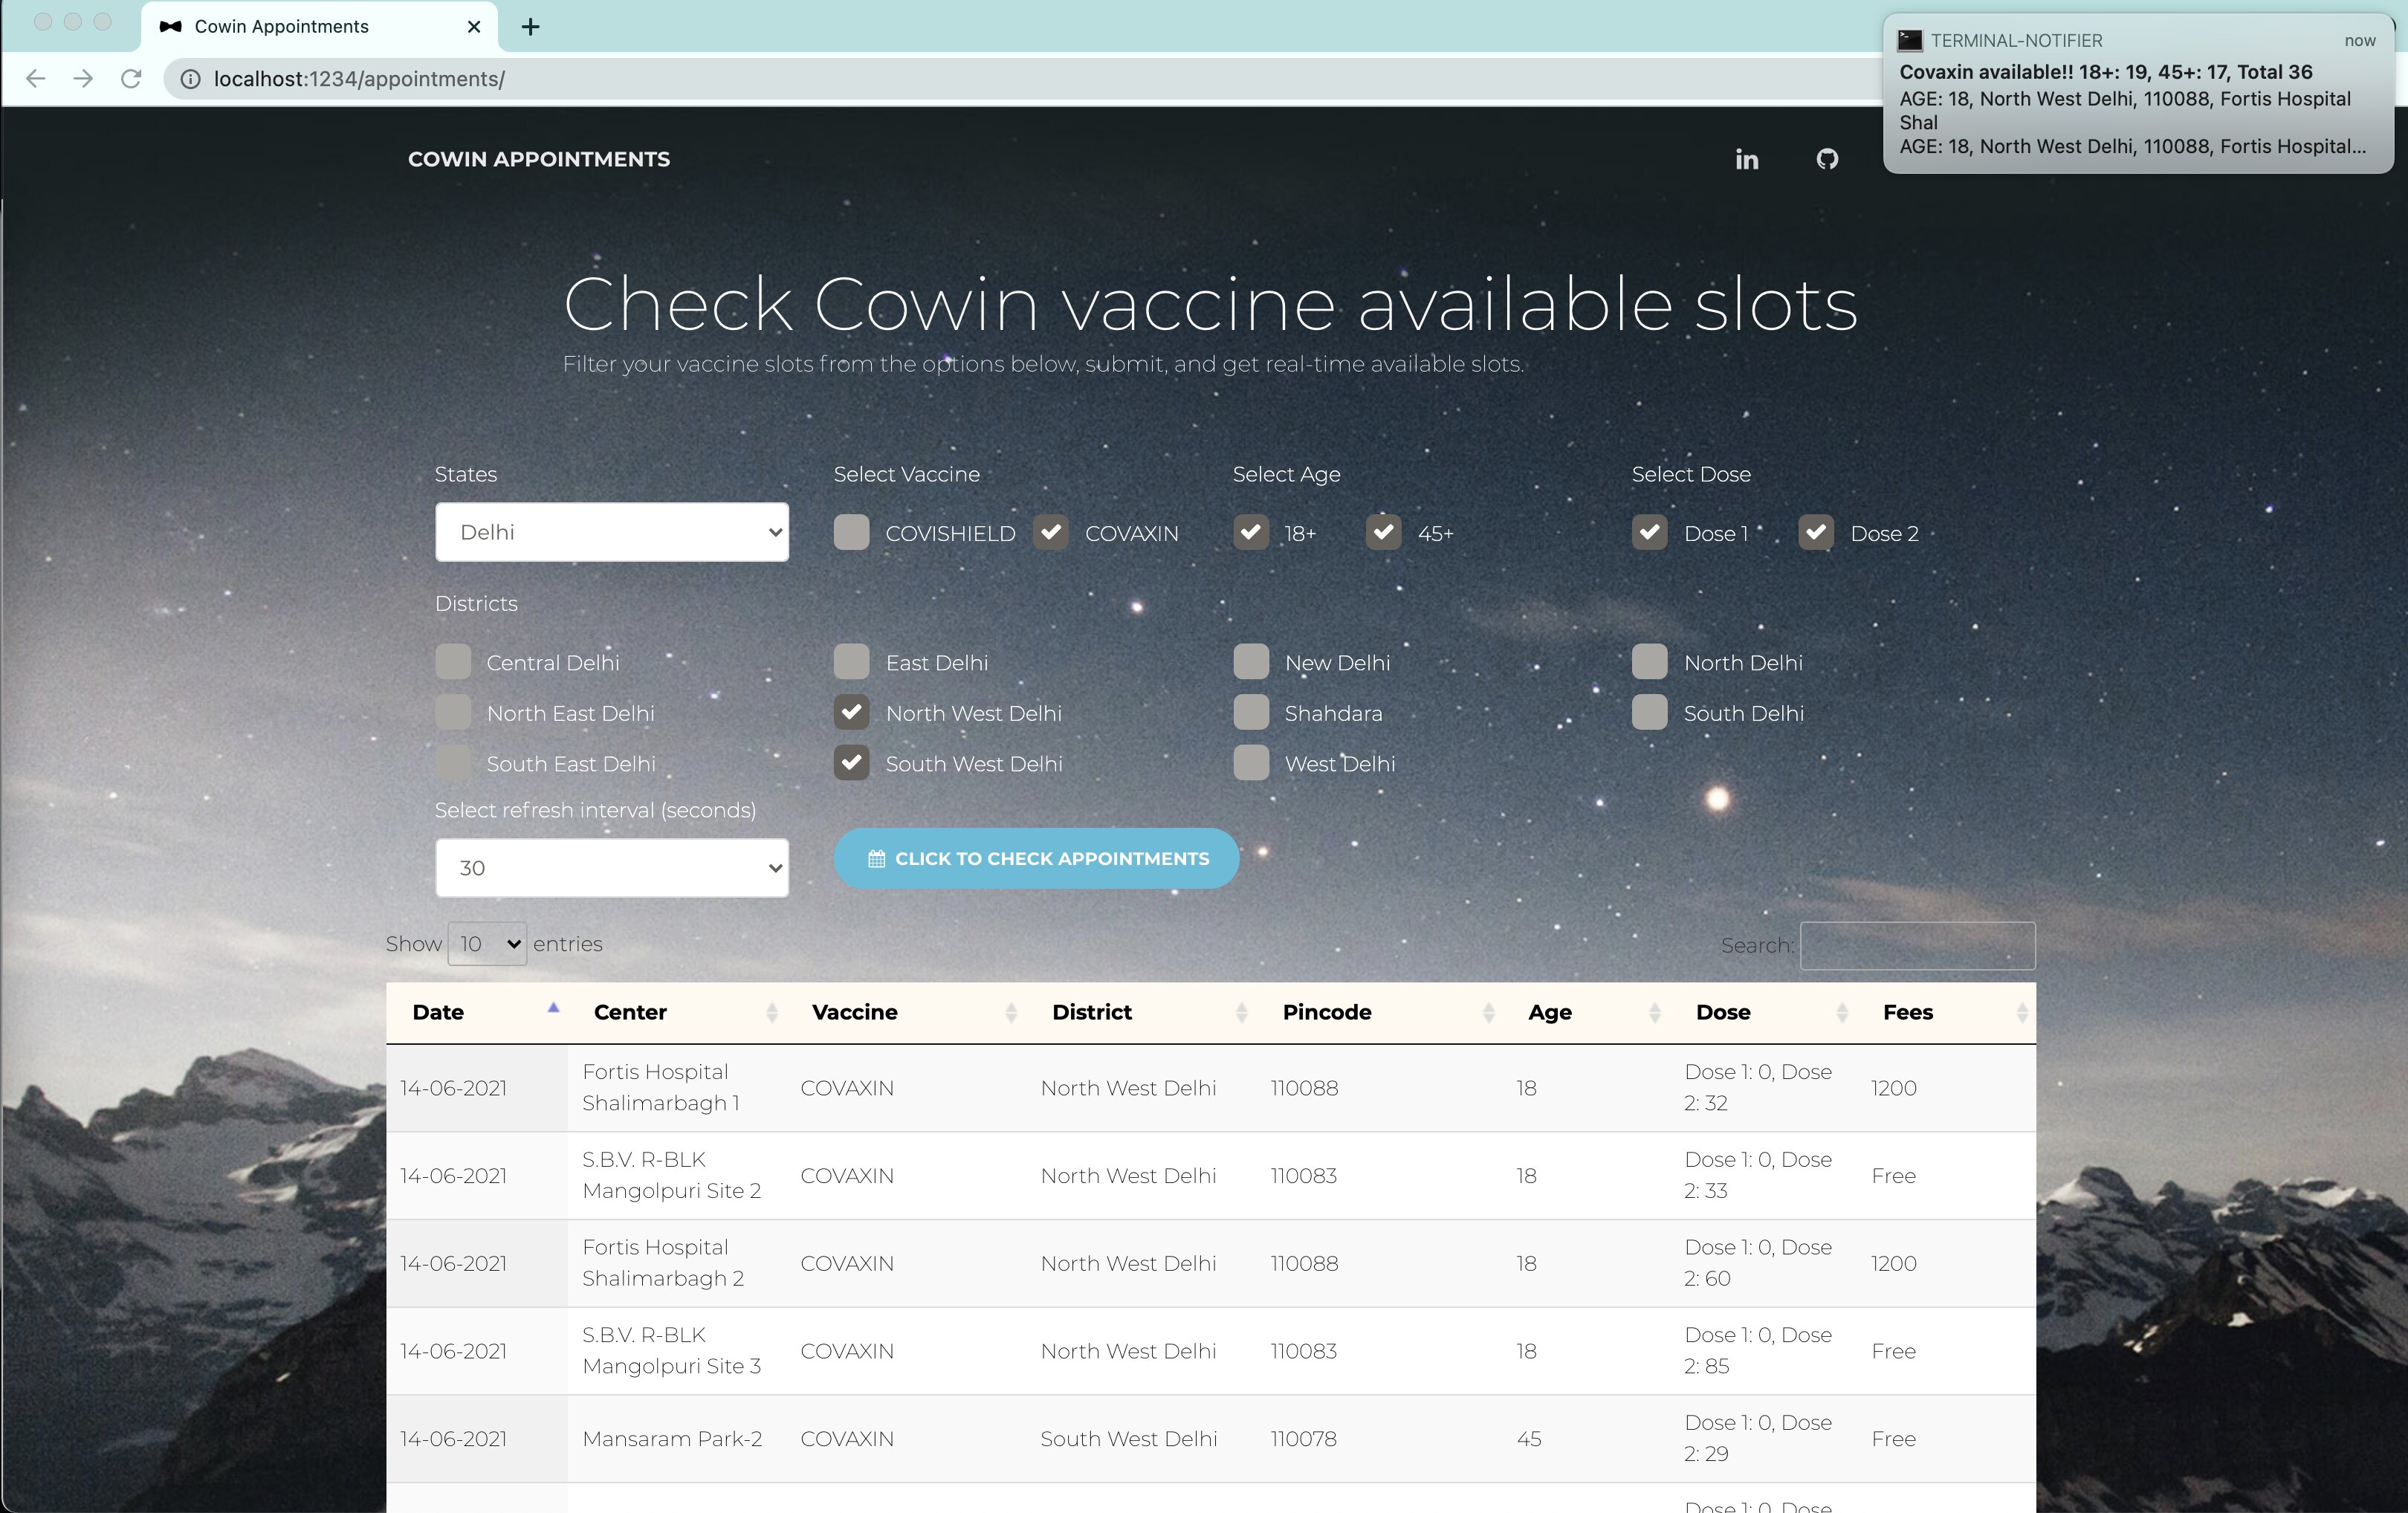 Cowin Appointments
localhost:1234/appointments/
TERMINAL-NOTIFIER now
Covaxin available!! 18+: 19, 45+: 17, Total 36
AGE: 18, North West Delhi, 110088, Fortis Hospital
Shal
AGE: 18, North West Delhi, 110088, Fortis Hospital...
COWIN APPOINTMENTS
Check Cowin vaccine available slots
Filter your vaccine slots from the options below, submit, and get real-time available slots.
States Select Vaccine Select Age Select Dose
Delhi COVISHIELD COVAXIN 18+ 45+ Dose 1 Dose 2
Districts
Central Delhi East Delhi New Delhi North Delhi
North East Delhi North West Delhi Shahdara South Delhi
South East Delhi South West Delhi West Delhi
Select refresh interval (seconds)
30 CLICK TO CHECK APPOINTMENTS
Show 10 entries Search:
Date Center Vaccine District Pincode Age Dose Fees
14-06-2021 Fortis Hospital Shalimarbagh 1 COVAXIN North West Delhi 110088 18 Dose 1: 0, Dose 2: 32 1200
14-06-2021 S.B.V. R-BLK Mangolpuri Site 2 COVAXIN North West Delhi 110083 18 Dose 1: 0, Dose 2: 33 Free
14-06-2021 Fortis Hospital Shalimarbagh 2 COVAXIN North West Delhi 110088 18 Dose 1: 0, Dose 2: 60 1200
14-06-2021 S.B.V. R-BLK Mangolpuri Site 3 COVAXIN North West Delhi 110083 18 Dose 1: 0, Dose 2: 85 Free
14-06-2021 Mansaram Park-2 COVAXIN South West Delhi 110078 45 Dose 1: 0, Dose 2: 29 Free
Dose 1: 0, Dose